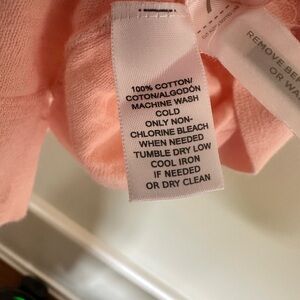 100% COTTON/
COTON/ALGODÓN
MACHINE WASH
COLD
ONLY NON-
CHLORINE BLEACH
WHEN NEEDED
TUMBLE DRY LOW
COOL IRON
IF NEEDED
OR DRY CLEAN
REMOVE BE
OR WA